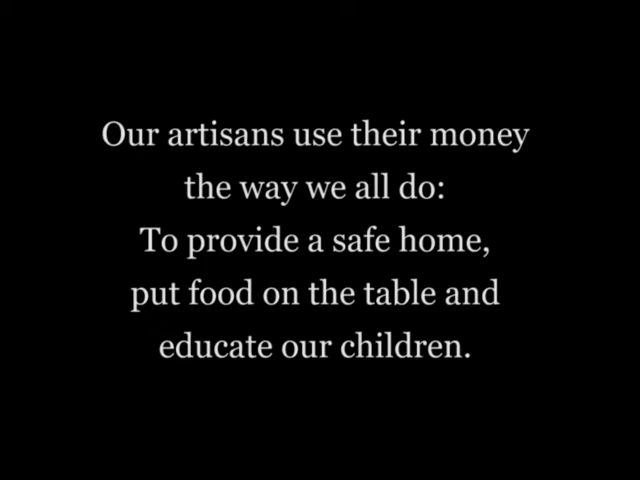 Our artisans use their money
the way we all do:
To provide a safe home,
put food on the table and
educate our children.